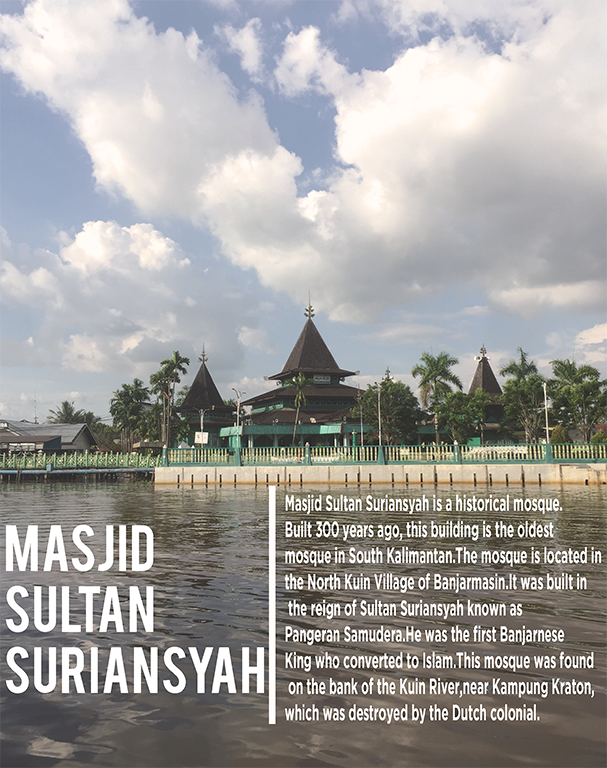 MASJID
SULTAN
SURIANSYAH
Masjid Sultan Suriansyah is a historical mosque.
Built 300 years ago, this building is the oldest
mosque in South Kalimantan.The mosque is located in
the North Kuin Village of Banjarmasin.It was built in
the reign of Sultan Suriansyah known as
Pangeran Samudera.He was the first Banjarnese
King who converted to Islam.This mosque was found
on the bank of the Kuin River,near Kampung Kraton,
which was destroyed by the Dutch colonial.